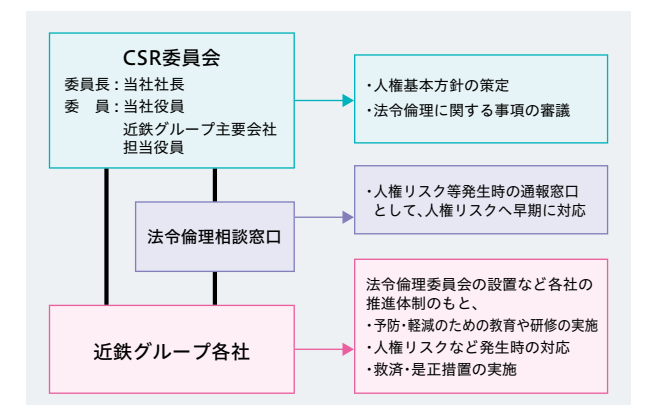 CSR委員会
委員長：当社社長
委　員：当社役員
近鉄グループ主要会社
担当役員
・人権基本方針の策定
・法令倫理に関する事項の審議
法令倫理相談窓口
・人権リスク等発生時の通報窓口
として、人権リスクへ早期に対応
近鉄グループ各社
法令倫理委員会の設置など各社の
推進体制のもと、
・予防・軽減のための教育や研修の実施
・人権リスクなど発生時の対応
・救済・是正措置の実施